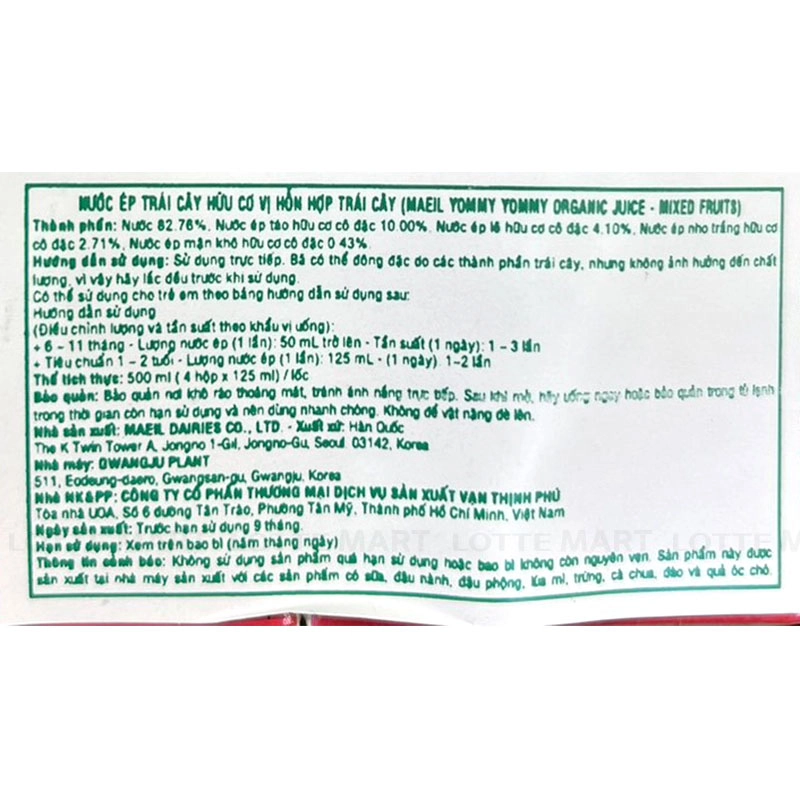 NƯỚC ÉP TRÁI CÂY HỮU CƠ VỊ HỖN HỢP TRÁI CÂY (MAEIL YOMMY YOMMY ORGANIC JUICE - MIXED FRUITS)
Thành phần: Nước 82.76%, Nước ép táo hữu cơ cô đặc 10.00%, Nước ép lê hữu cơ cô đặc 4.10%, Nước ép nho trắng hữu cơ
cô đặc 2.71%, Nước ép mận khô hữu cơ cô đặc 0.43%.
Hướng dẫn sử dụng: Sử dụng trực tiếp. Bã có thể đông đặc do các thành phần trái cây, nhưng không ảnh hưởng đến chất
lượng, vì vậy hãy lắc đều trước khi sử dụng.
Có thể sử dụng cho trẻ em theo bảng hướng dẫn sử dụng sau:
Hướng dẫn sử dụng
(Điều chỉnh lượng và tần suất theo khẩu vị uống):
+ 6 - 11 tháng - Lượng nước ép (1 lần): 50 mL trở lên - Tần suất (1 ngày): 1 - 3 lần
+ Tiêu chuẩn 1 - 2 tuổi - Lượng nước ép (1 lần): 125 mL - (1 ngày): 1-2 lần
Thể tích thực: 500 ml ( 4 hộp x 125 ml) / lốc
Bảo quản: Bảo quản nơi khô ráo thoáng mát, tránh ánh nắng trực tiếp. Sau khi mở, hãy uống ngay hoặc bảo quản trong tủ lạnh
trong thời gian còn hạn sử dụng và nên dùng nhanh chóng. Không để vật nặng đè lên.
Nhà sản xuất: MAEIL DAIRIES CO., LTD. - Xuất xứ: Hàn Quốc
The K Twin Tower A, Jongno 1-Gil, Jongno-Gu, Seoul. 03142, Korea
Nhà máy: GWANGJU PLANT
511, Eodeung-daero, Gwangsan-gu, Gwangju, Korea
Nhà NK&PP: CÔNG TY CỔ PHẦN THƯƠNG MẠI DỊCH VỤ SẢN XUẤT VẠN THỊNH PHÚ
Tòa nhà UOA, Số 6 đường Tân Trào, Phường Tân Mỹ, Thành phố Hồ Chí Minh, Việt Nam
Ngày sản xuất: Trước hạn sử dụng 9 tháng.
LOTTE MART LOTTE MART LOTTE MART
Hạn sử dụng: Xem trên bao bì (năm tháng ngày)
Thông tin cảnh báo: Không sử dụng sản phẩm quá hạn sử dụng hoặc bao bì không còn nguyên vẹn. Sản phẩm này được
sản xuất tại nhà máy sản xuất với các sản phẩm có sữa, đậu nành, đậu phộng, lúa mì, trứng, cà chua, đào và quả óc chó.